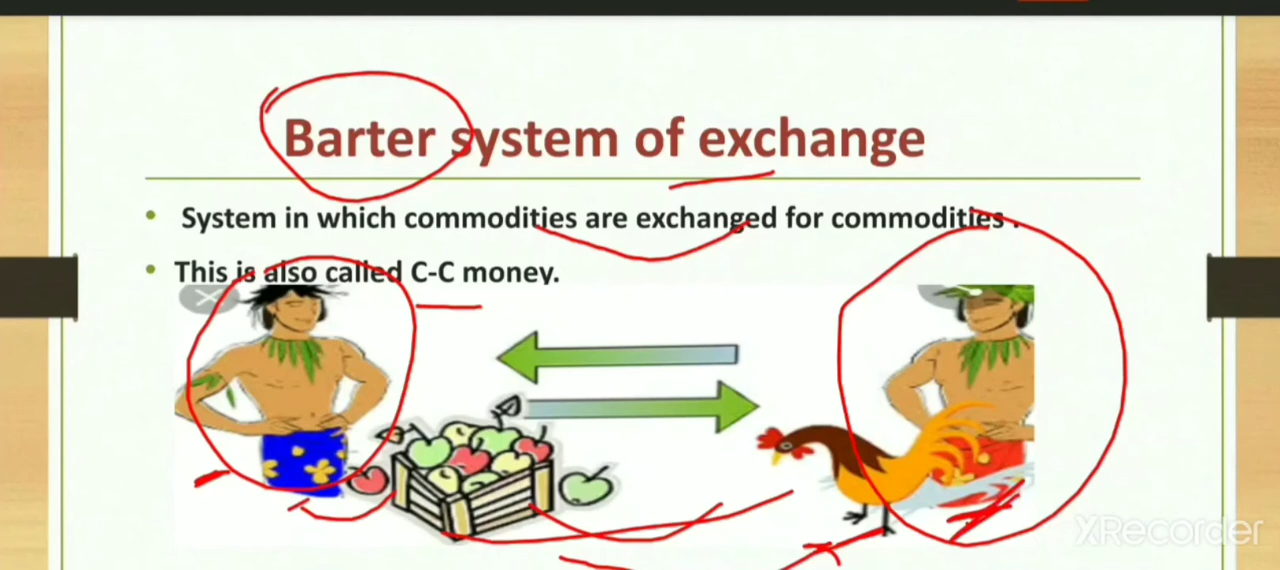 Barter system of exchange
System in which commodities are exchanged for commodities .
This is also called C-C money.
XRecorder